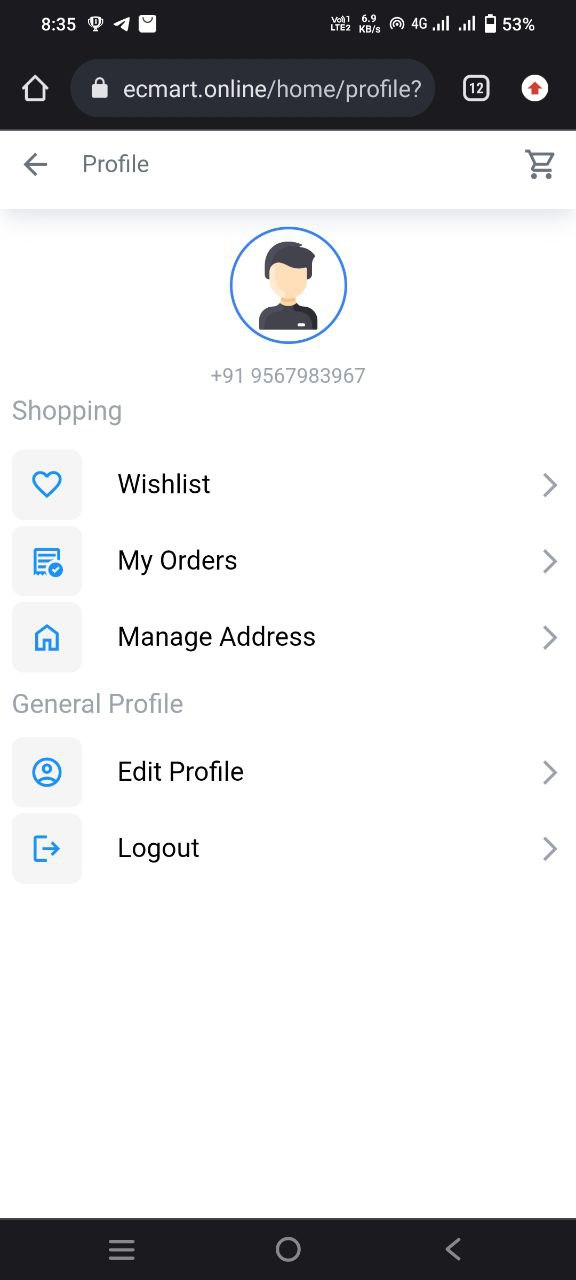 8:35 Vo)) 1 LTE2 6.9 KB/s 4G 53%
ecmart.online/home/profile? 12
Profile
+91 9567983967
Shopping
Wishlist
My Orders
Manage Address
General Profile
Edit Profile
Logout